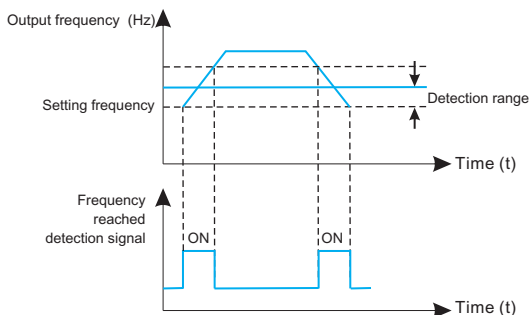 Output frequency (Hz)
Setting frequency
Detection range
Time (t)
Frequency
reached
detection signal
ON
ON
Time (t)